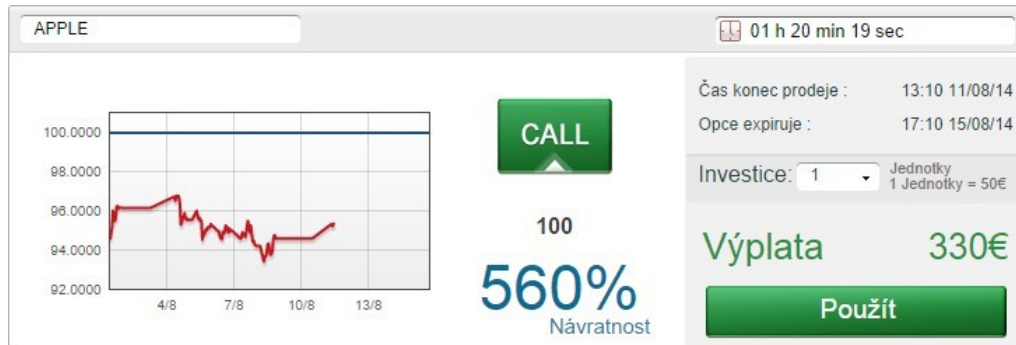 APPLE
01 h 20 min 19 sec
100.0000
98.0000
96.0000
94.0000
92.0000
4/8
7/8
10/8
13/8
CALL
100
560%
Návratnost
Čas konec prodeje : 13:10 11/08/14
Opce expiruje : 17:10 15/08/14
Investice: 1
Jednotky
1 Jednotky = 50€
Výplata 330€
Použít